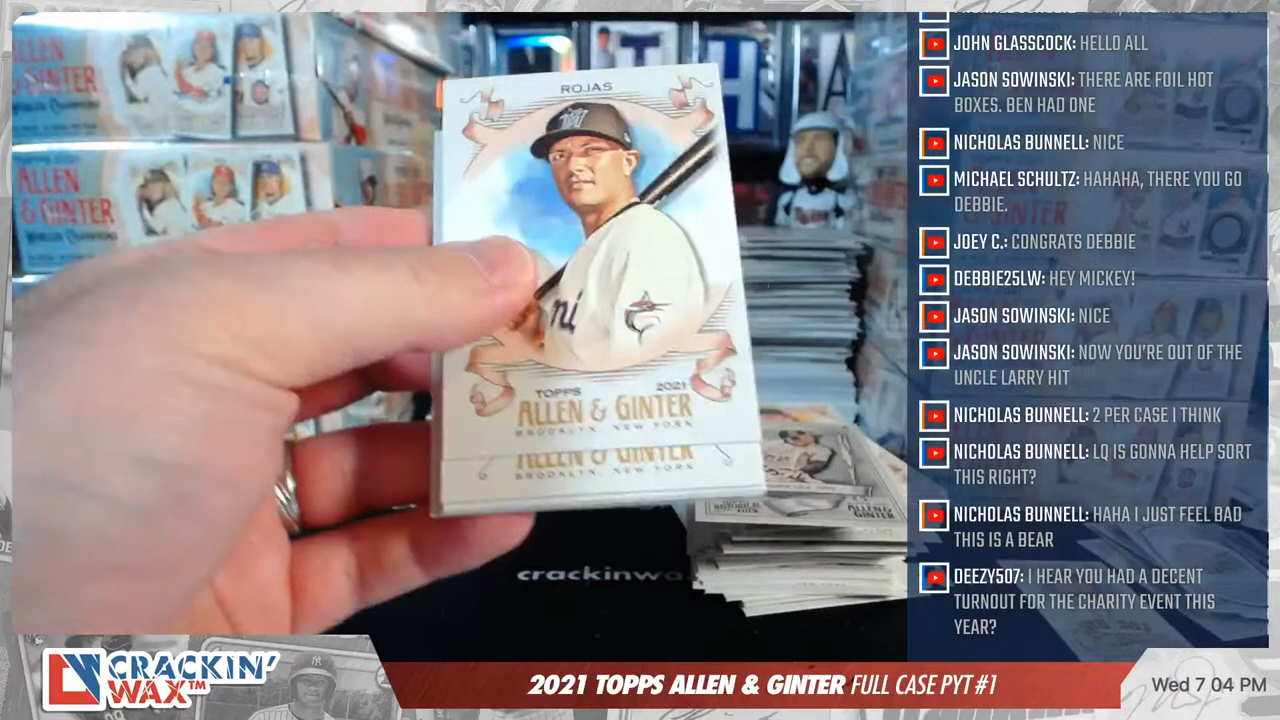 ALLEN
& GINTER
ALLEN
& GINTER
ROJAS
TOPPS 2021
ALLEN & GINTER
BROOKLYN, NEW YORK
ALLEN & GINTER
BROOKLYN, NEW YORK
ALLEN &
GINTER
crackinwa
JOHN GLASSCOCK: HELLO ALL
JASON SOWINSKI: THERE ARE FOIL HOT
BOXES. BEN HAD ONE
NICHOLAS BUNNELL: NICE
MICHAEL SCHULTZ: HAHAHA, THERE YOU GO
DEBBIE.
JOEY C.: CONGRATS DEBBIE
DEBBIE25LW: HEY MICKEY!
JASON SOWINSKI: NICE
JASON SOWINSKI: NOW YOU'RE OUT OF THE
UNCLE LARRY HIT
NICHOLAS BUNNELL: 2 PER CASE I THINK
NICHOLAS BUNNELL: LQ IS GONNA HELP SORT
THIS RIGHT?
NICHOLAS BUNNELL: HAHA I JUST FEEL BAD
THIS IS A BEAR
DEEZY507: I HEAR YOU HAD A DECENT
TURNOUT FOR THE CHARITY EVENT THIS
YEAR?
CRACKIN'
WAX™
2021 TOPPS ALLEN & GINTER FULL CASE PYT #1
Wed 7 04 PM